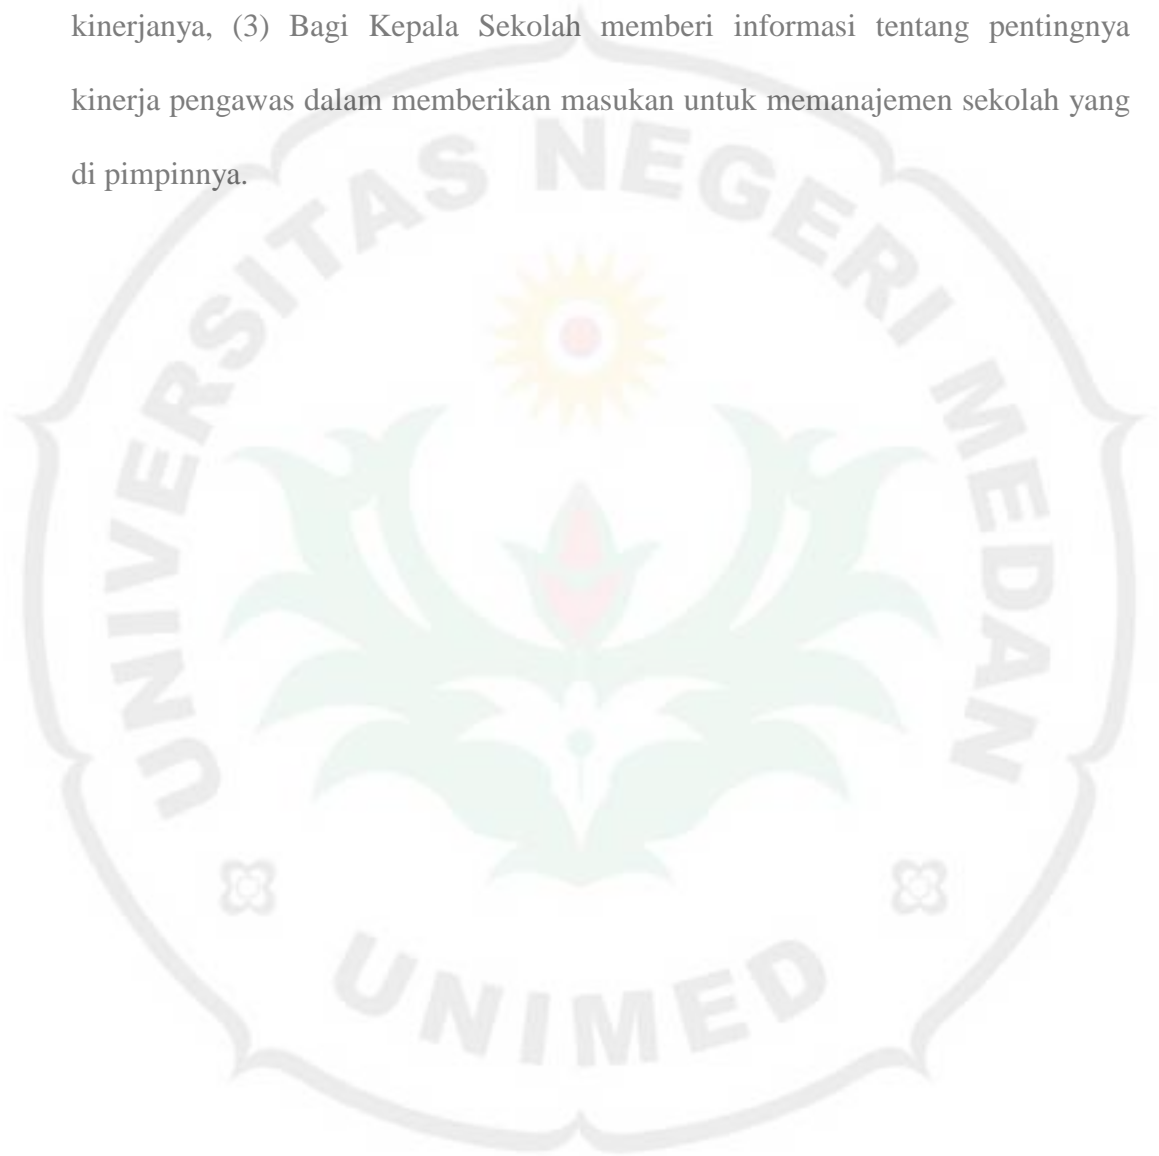 kinerjanya, (3) Bagi Kepala Sekolah memberi informasi tentang pentingnya
kinerja pengawas dalam memberikan masukan untuk memanajemen sekolah yang
di pimpinnya.
UNIVERSITAS NEGERI MEDAN
UNIMED